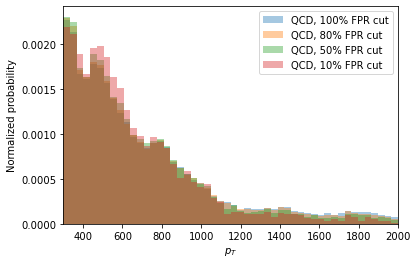 QCD, 100% FPR cut
QCD, 80% FPR cut
QCD, 50% FPR cut
QCD, 10% FPR cut
Normalized probability
0.0020
0.0015
0.0010
0.0005
0.0000
400 600 800 1000 1200 1400 1600 1800 2000
p_T